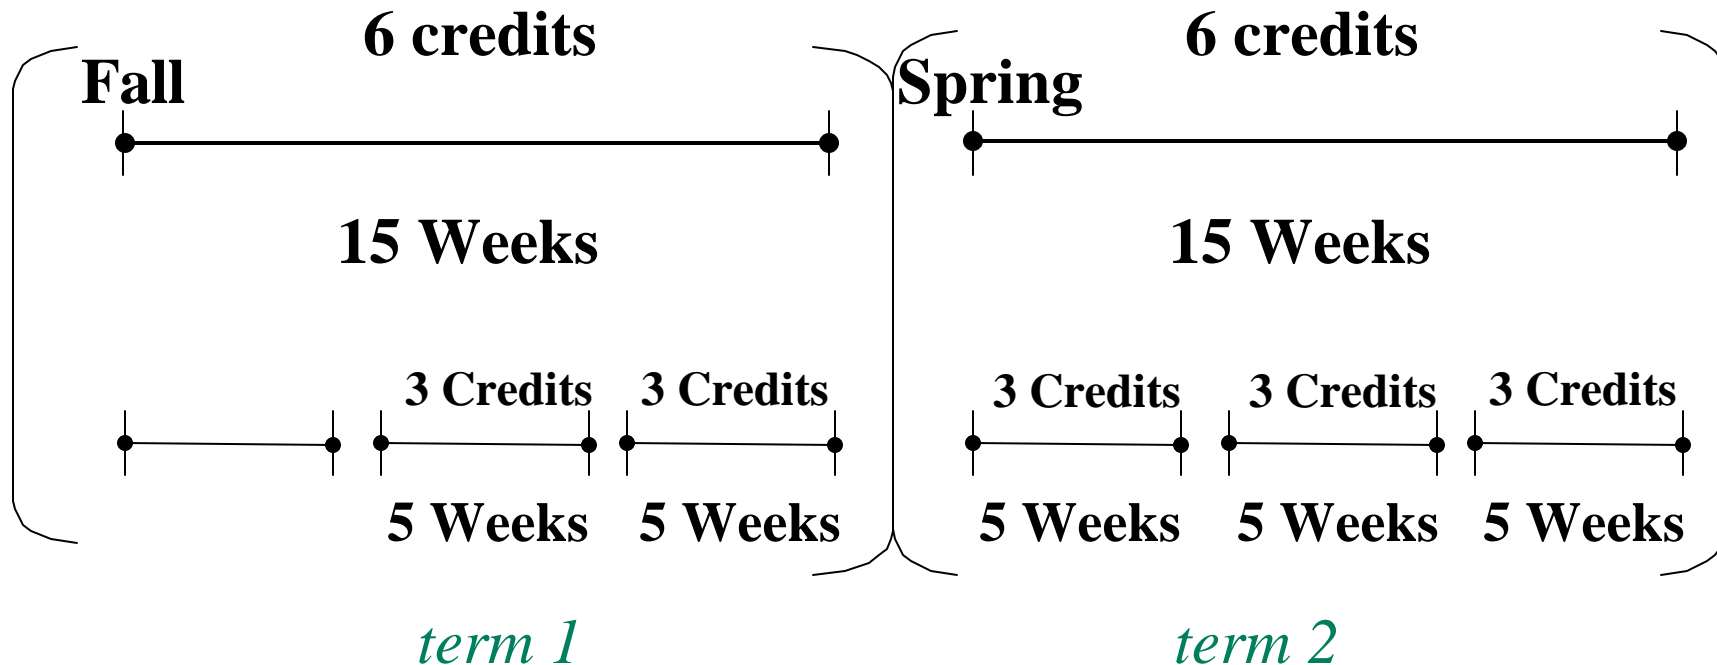 6 credits
Fall
15 Weeks
3 Credits 3 Credits
5 Weeks 5 Weeks
term 1
6 credits
Spring
15 Weeks
3 Credits 3 Credits 3 Credits
5 Weeks 5 Weeks 5 Weeks
term 2